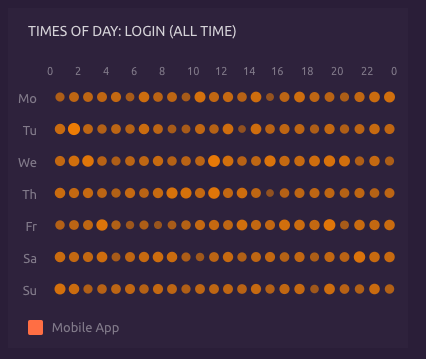 TIMES OF DAY: LOGIN (ALL TIME)
0 2 4 6 8 10 12 14 16 18 20 22 0
Mo
Tu
We
Th
Fr
Sa
Su
Mobile App